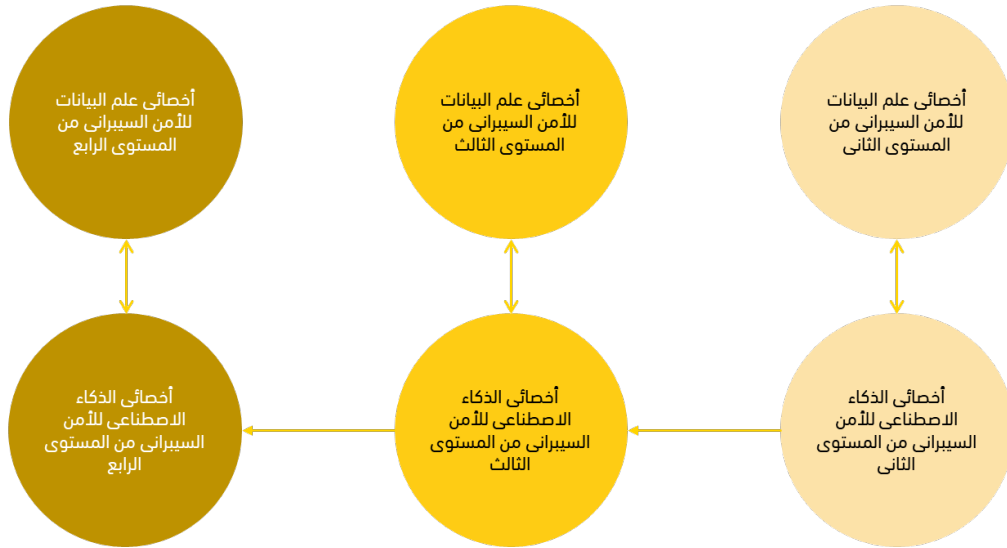 أخصائي علم البيانات
للأمن السيبراني من
المستوى الثاني
أخصائي علم البيانات
للأمن السيبراني من
المستوى الثالث
أخصائي علم البيانات
للأمن السيبراني من
المستوى الرابع
أخصائي الذكاء
الاصطناعي للأمن
السيبراني من المستوى
الثاني
أخصائي الذكاء
الاصطناعي للأمن
السيبراني من المستوى
الثالث
أخصائي الذكاء
الاصطناعي للأمن
السيبراني من المستوى
الرابع